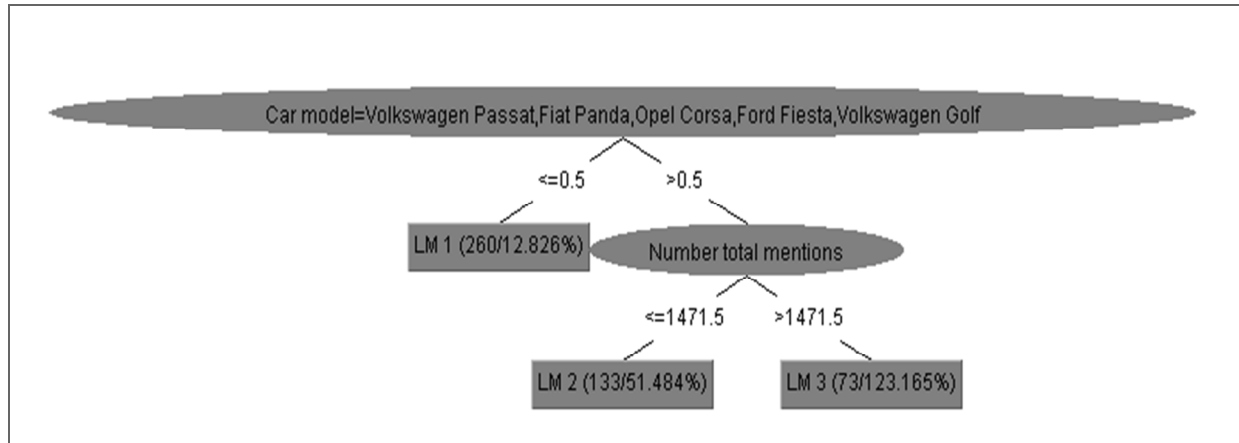 Car model=Volkswagen Passat,Fiat Panda,Opel Corsa,Ford Fiesta,Volkswagen Golf
<=0.5
>0.5
LM 1 (260/12.826%)
Number total mentions
<=1471.5
>1471.5
LM 2 (133/51.484%)
LM 3 (73/123.165%)